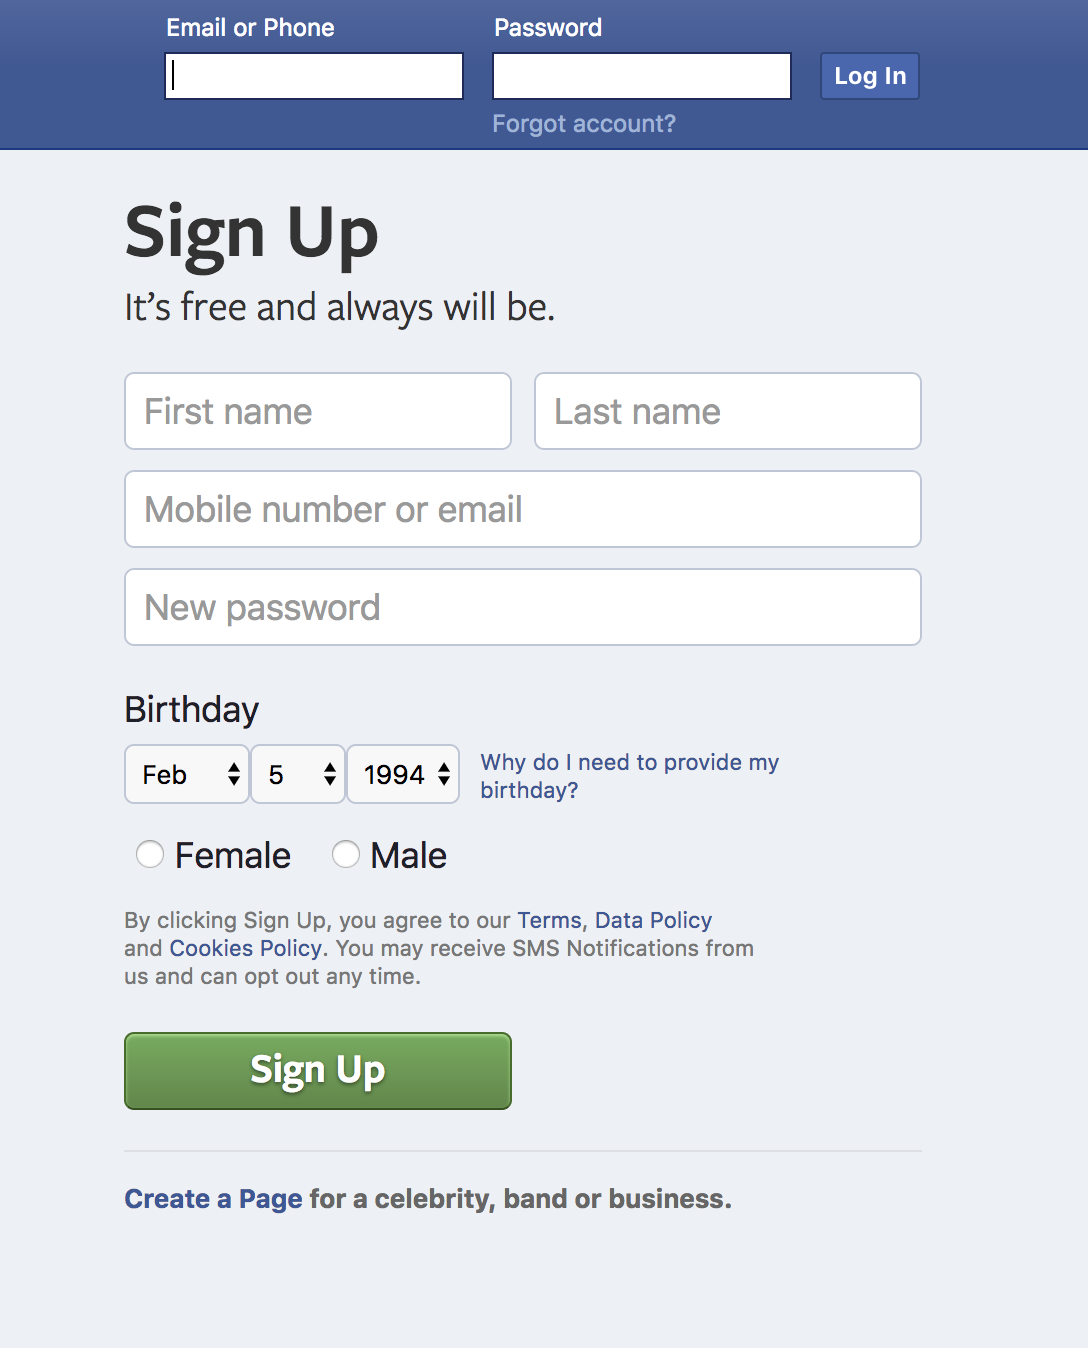 Email or Phone
Password
Log In
Forgot account?
Sign Up
It's free and always will be.
First name
Last name
Mobile number or email
New password
Birthday
Feb
5
1994
Why do I need to provide my
birthday?
Female
Male
By clicking Sign Up, you agree to our Terms, Data Policy
and Cookies Policy. You may receive SMS Notifications from
us and can opt out any time.
Sign Up
Create a Page for a celebrity, band or business.